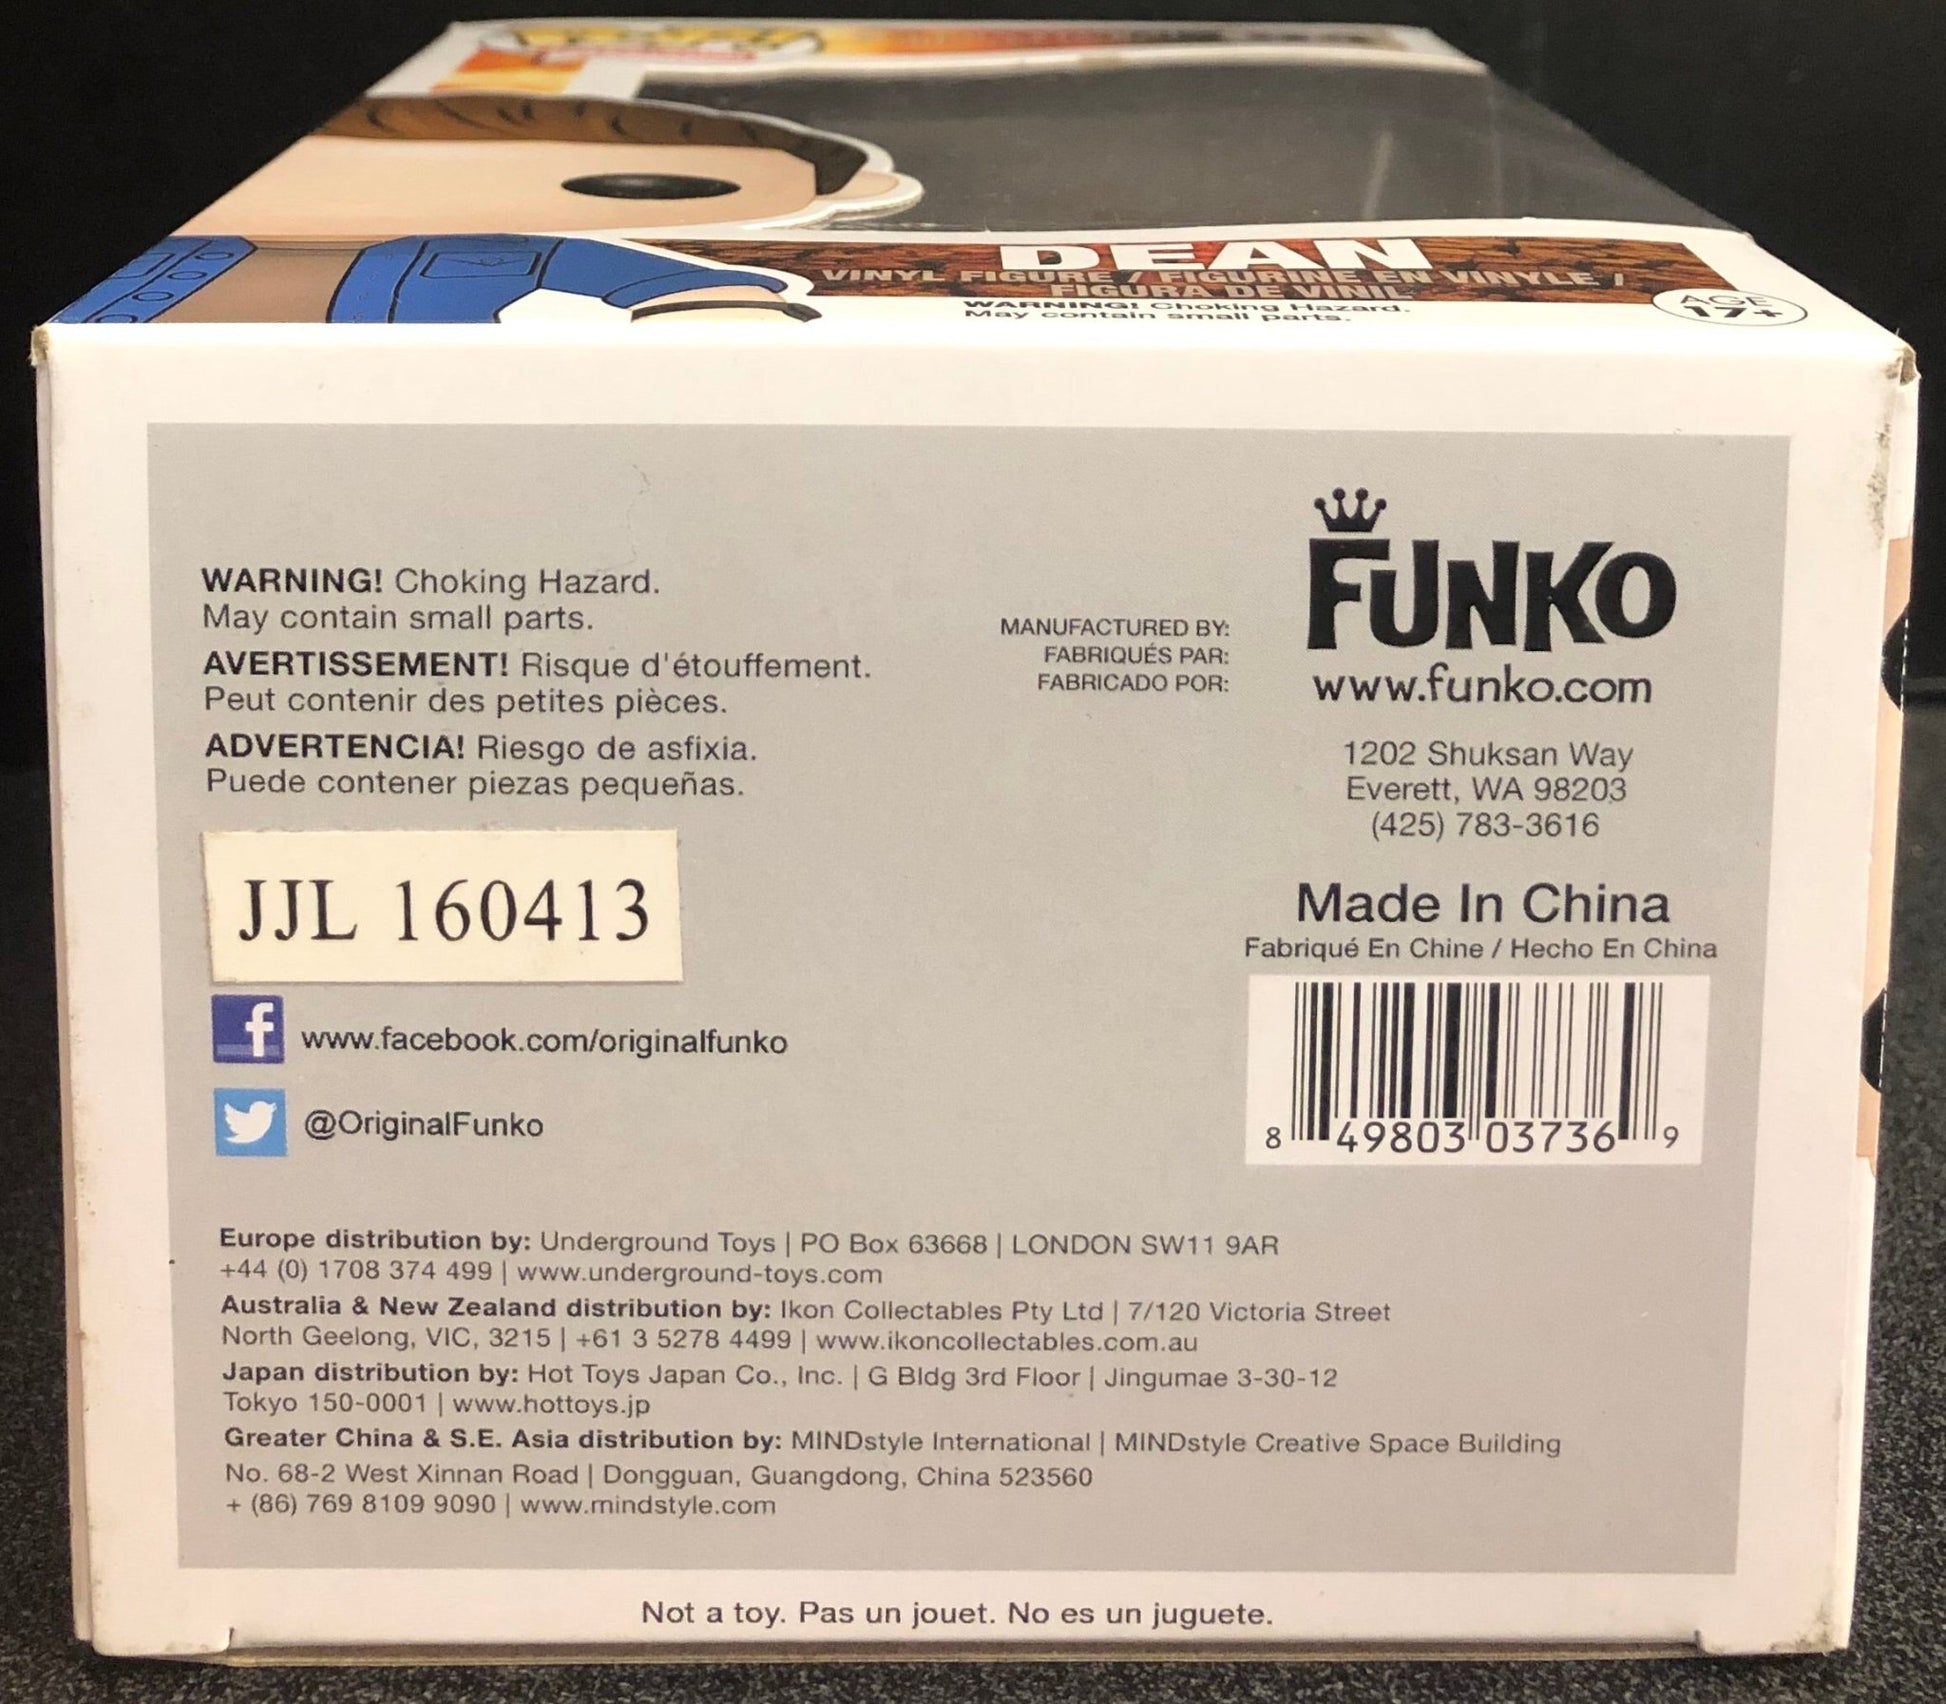 DEAN
VINYL FIGURE / FIGURINE EN VINYLE /
FIGURA DE VINIL
WARNING! Choking Hazard.
May contain small parts.
AGE
17+
WARNING! Choking Hazard.
May contain small parts.
AVERTISSEMENT! Risque d'étouffement.
Peut contenir des petites pièces.
ADVERTENCIA! Riesgo de asfixia.
Puede contener piezas pequeñas.
JJL 160413
www.facebook.com/originalfunko
@OriginalFunko
MANUFACTURED BY:
FABRIQUÉS PAR:
FABRICADO POR:
FUNKO
www.funko.com
1202 Shuksan Way
Everett, WA 98203
(425) 783-3616
Made In China
Fabriqué En Chine / Hecho En China
8 49803 03736 9
Europe distribution by: Underground Toys | PO Box 63668 | LONDON SW11 9AR
+44 (0) 1708 374 499 | www.underground-toys.com
Australia & New Zealand distribution by: Ikon Collectables Pty Ltd | 7/120 Victoria Street
North Geelong, VIC, 3215 | +61 3 5278 4499 | www.ikoncollectables.com.au
Japan distribution by: Hot Toys Japan Co., Inc. | G Bldg 3rd Floor | Jingumae 3-30-12
Tokyo 150-0001 | www.hottoys.jp
Greater China & S.E. Asia distribution by: MINDstyle International | MINDstyle Creative Space Building
No. 68-2 West Xinnan Road | Dongguan, Guangdong, China 523560
+ (86) 769 8109 9090 | www.mindstyle.com
Not a toy. Pas un jouet. No es un juguete.